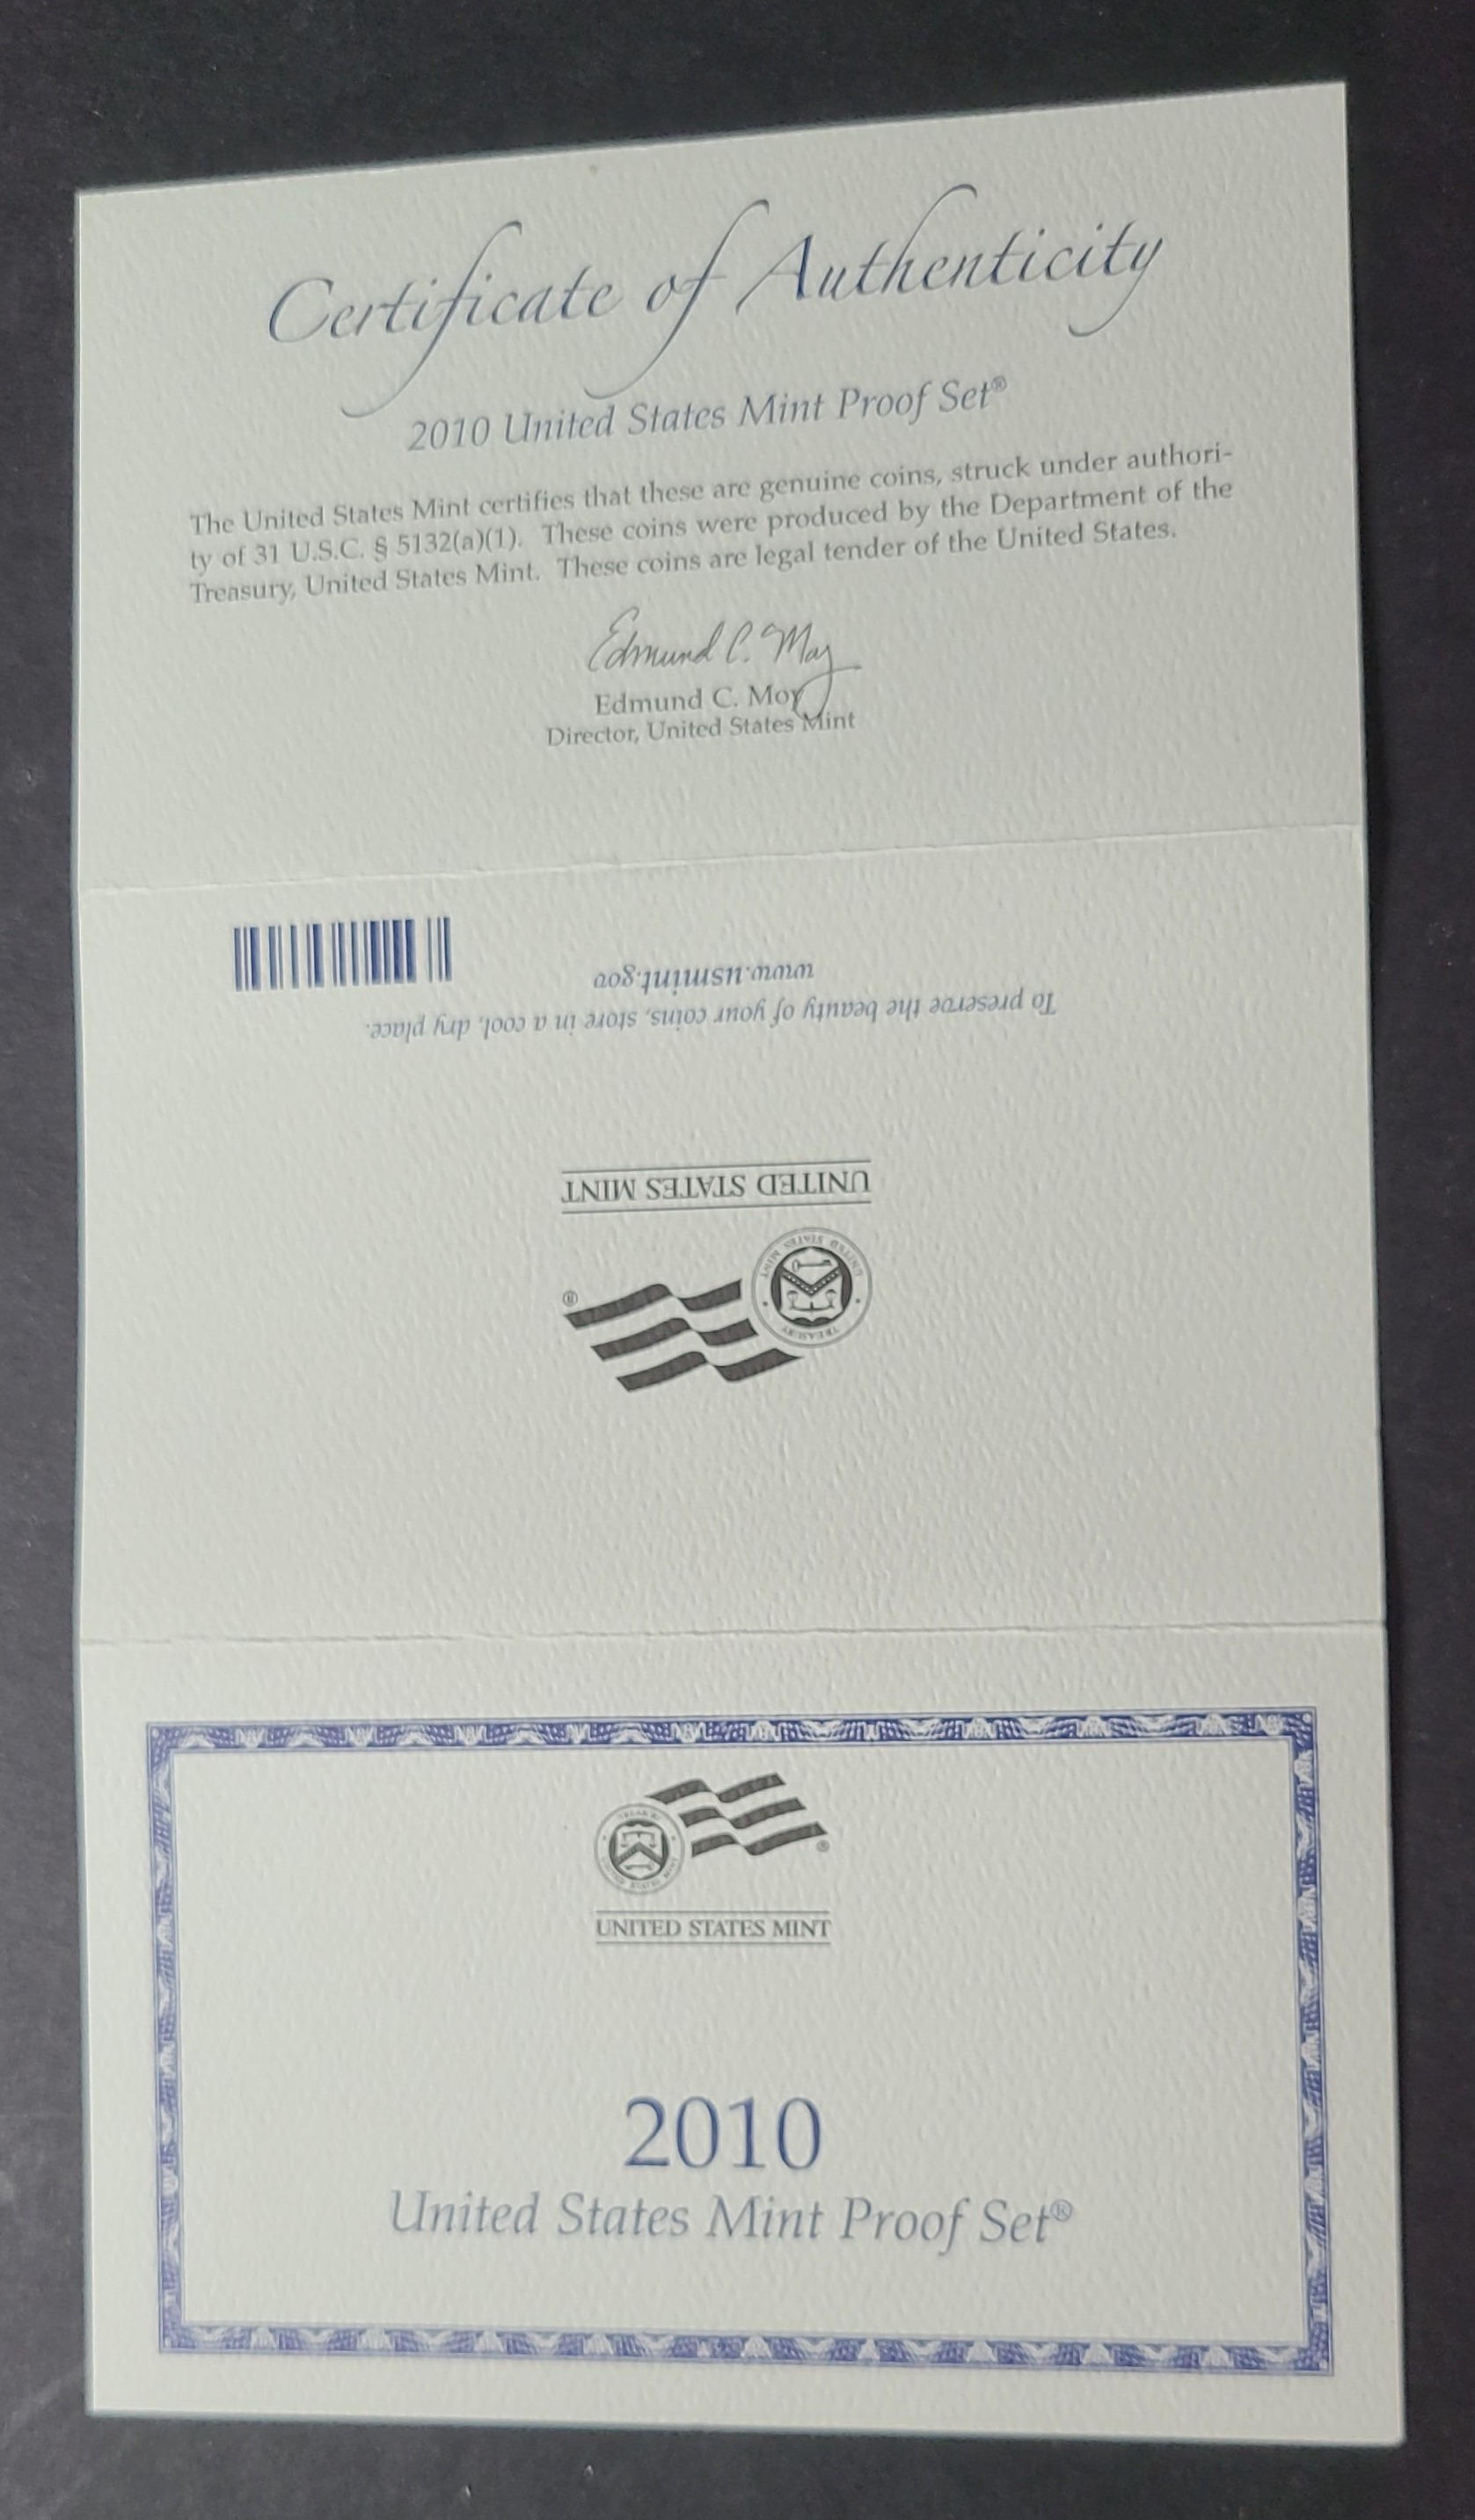 Certificate of Authenticity
2010 United States Mint Proof Set®
The United States Mint certifies that these are genuine coins, struck under authori-
ty of 31 U.S.C. § 5132(a)(1). These coins were produced by the Department of the
Treasury, United States Mint. These coins are legal tender of the United States.
Edmund C. Moy
Edmund C. Moy
Director, United States Mint
www.usmint.gov
To preserve the beauty of your coins, store in a cool, dry place.
UNITED STATES MINT
UNITED STATES MINT
TREASURY
®
®
UNITED STATES MINT
2010
United States Mint Proof Set®